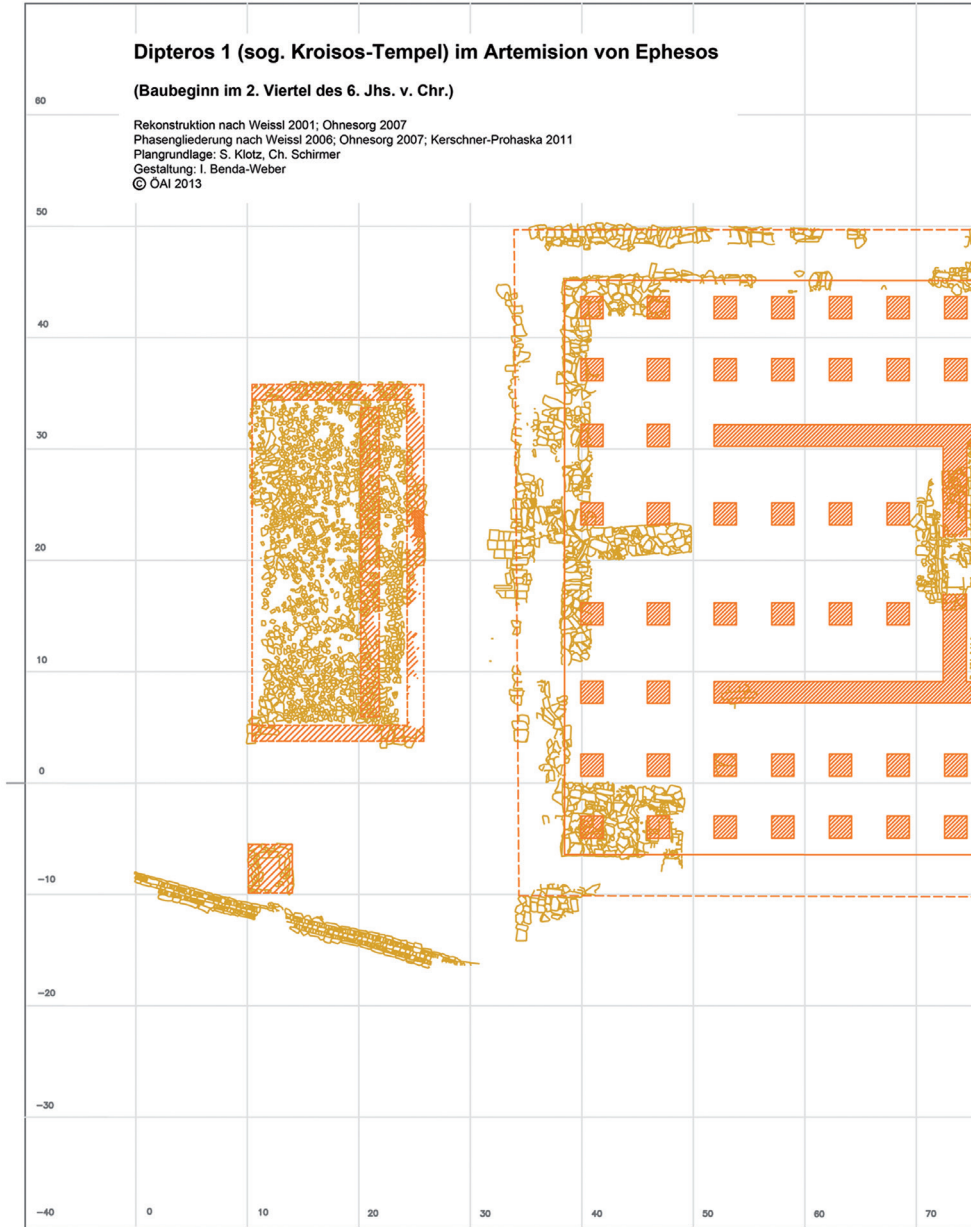 Dipteros 1 (sog. Kroisos-Tempel) im Artemision von Ephesos
(Baubeginn im 2. Viertel des 6. Jhs. v. Chr.)
Rekonstruktion nach Weissl 2001; Ohnesorg 2007
Phasengliederung nach Weissl 2006; Ohnesorg 2007; Kerschner-Prohaska 2011
Plangrundlage: S. Klotz, Ch. Schirmer
Gestaltung: I. Benda-Weber
© ÖAI 2013
60
50
40
30
20
10
0
-10
-20
-30
-40 0 10 20 30 40 50 60 70